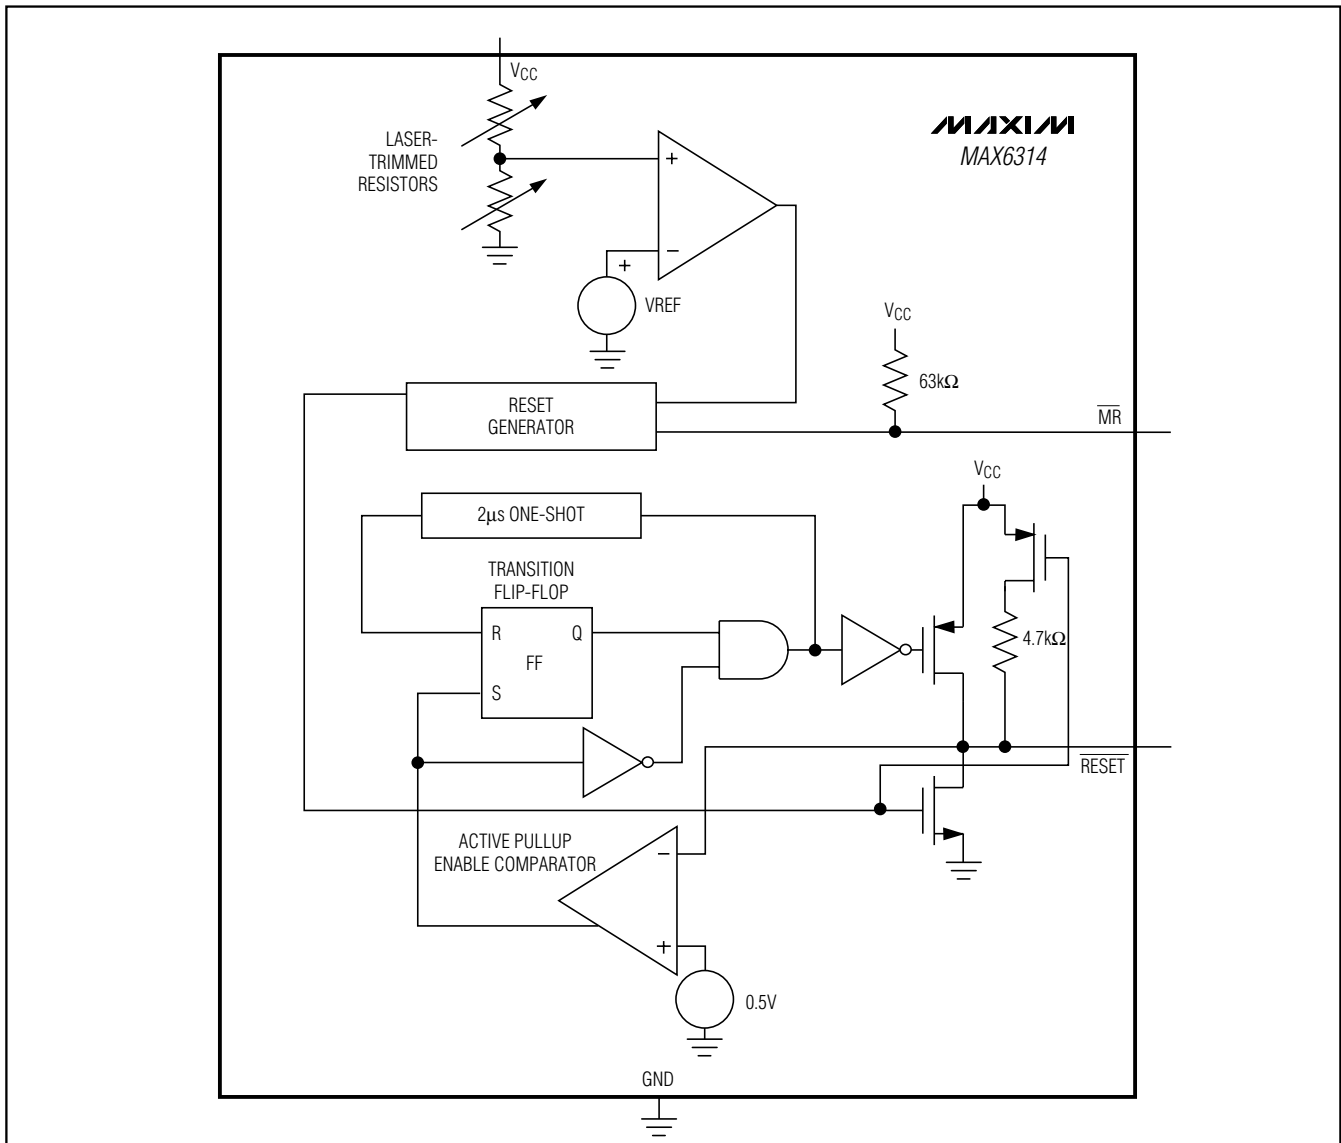 VCC
LASER-
TRIMMED
RESISTORS
+
−
+
VREF
MAXIM
MAX6314
VCC
63kΩ
MR
RESET
GENERATOR
VCC
2µs ONE-SHOT
TRANSITION
FLIP-FLOP
R Q
FF
S
4.7kΩ
RESET
ACTIVE PULLUP
ENABLE COMPARATOR
−
+
0.5V
GND